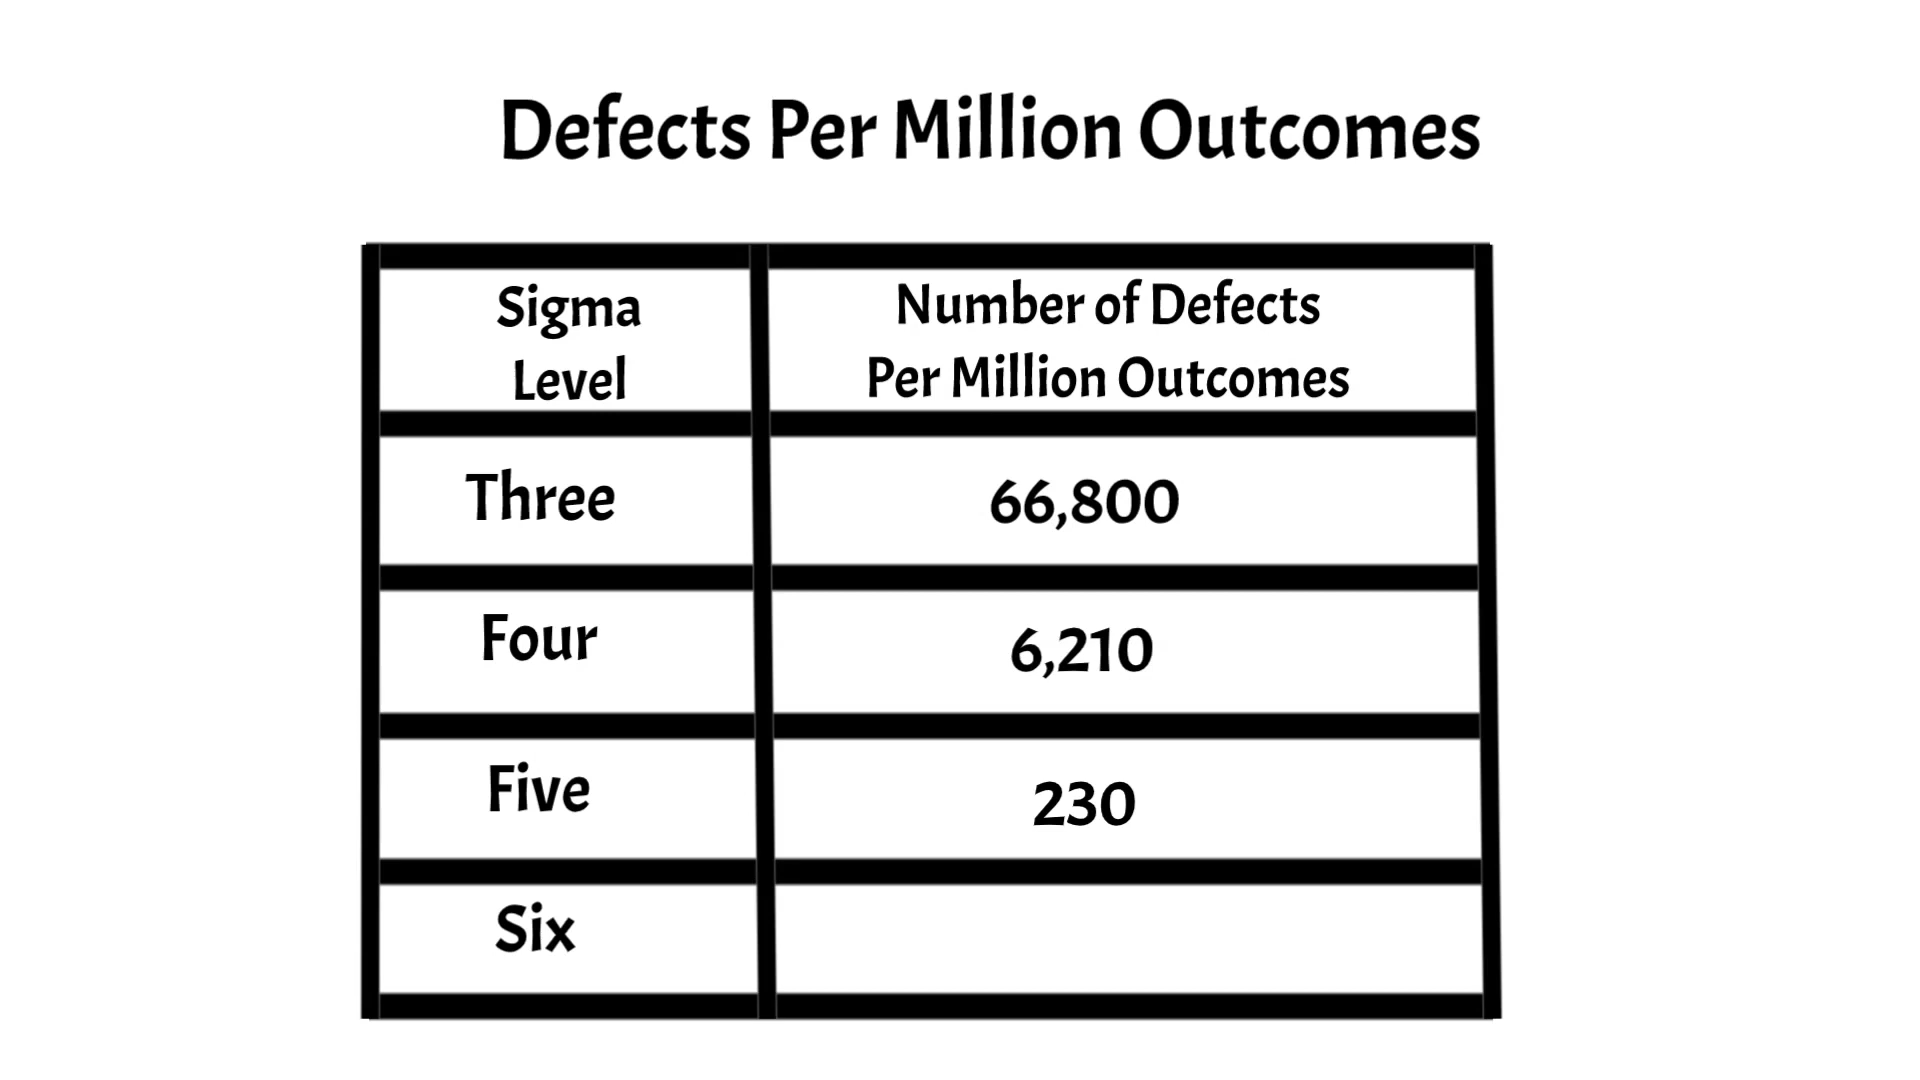 Defects Per Million Outcomes
Sigma
Level
Number of Defects
Per Million Outcomes
Three
66,800
Four
6,210
Five
230
Six